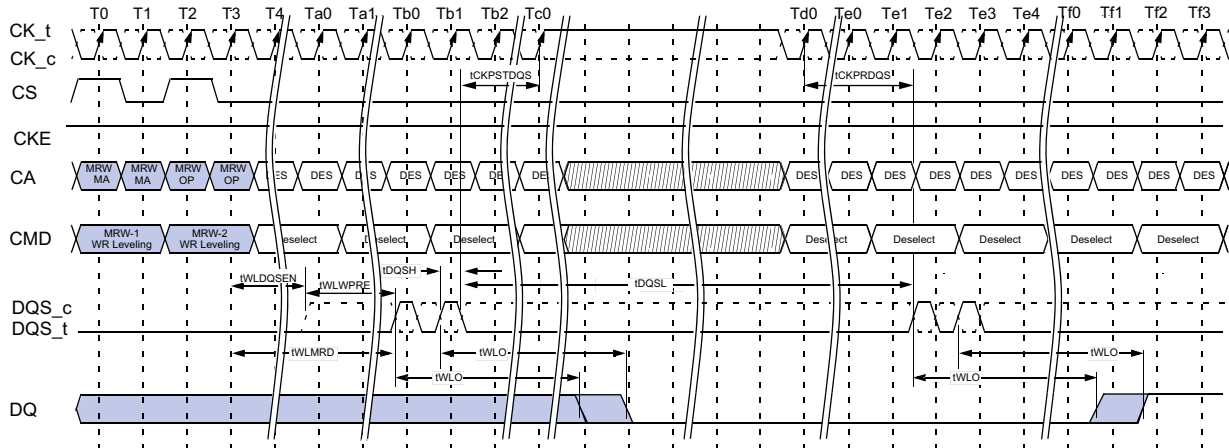 T0 T1 T2 T3 T4 Ta0 Ta1 Tb0 Tb1 Tb2 Tc0 Td0 Te0 Te1 Te2 Te3 Te4 Tf0 Tf1 Tf2 Tf3
CK_t
CK_c
tCKPSTDQS tCKPRDQS
CS
CKE
MRW MRW MRW MRW
CA DES DES DES DES DES DES DES DES DES DES DES DES DES DES DES DES DES
MA MA OP OP
MRW-1 MRW-2
CMD Deselect Deselect Deselect Deselect Deselect Deselect Deselect Deselect
WR Leveling WR Leveling
tDQSH
tWLDQSEN tWLWPRE tDQSL
DQS_c
DQS_t
tWLMRD tWLO tWLO
tWLO tWLO
DQ